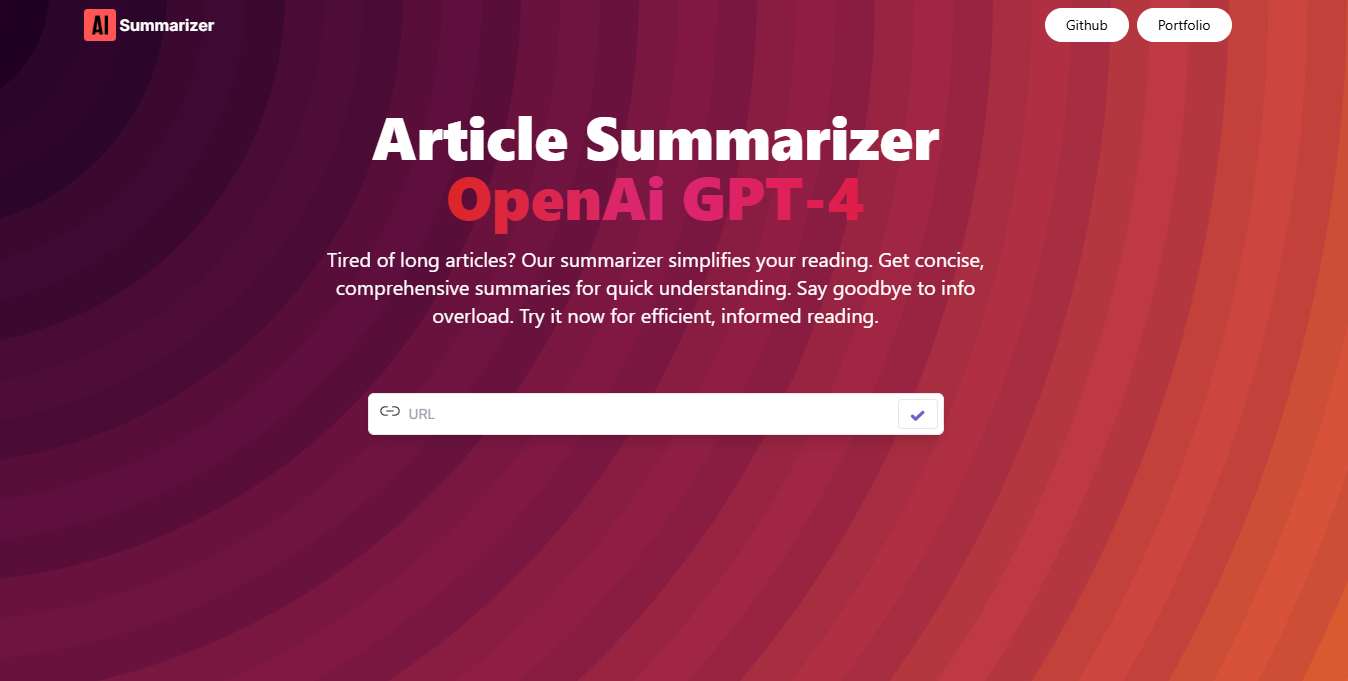 AI Summarizer
Github
Portfolio
Article Summarizer
OpenAi GPT-4
Tired of long articles? Our summarizer simplifies your reading. Get concise,
comprehensive summaries for quick understanding. Say goodbye to info
overload. Try it now for efficient, informed reading.
URL